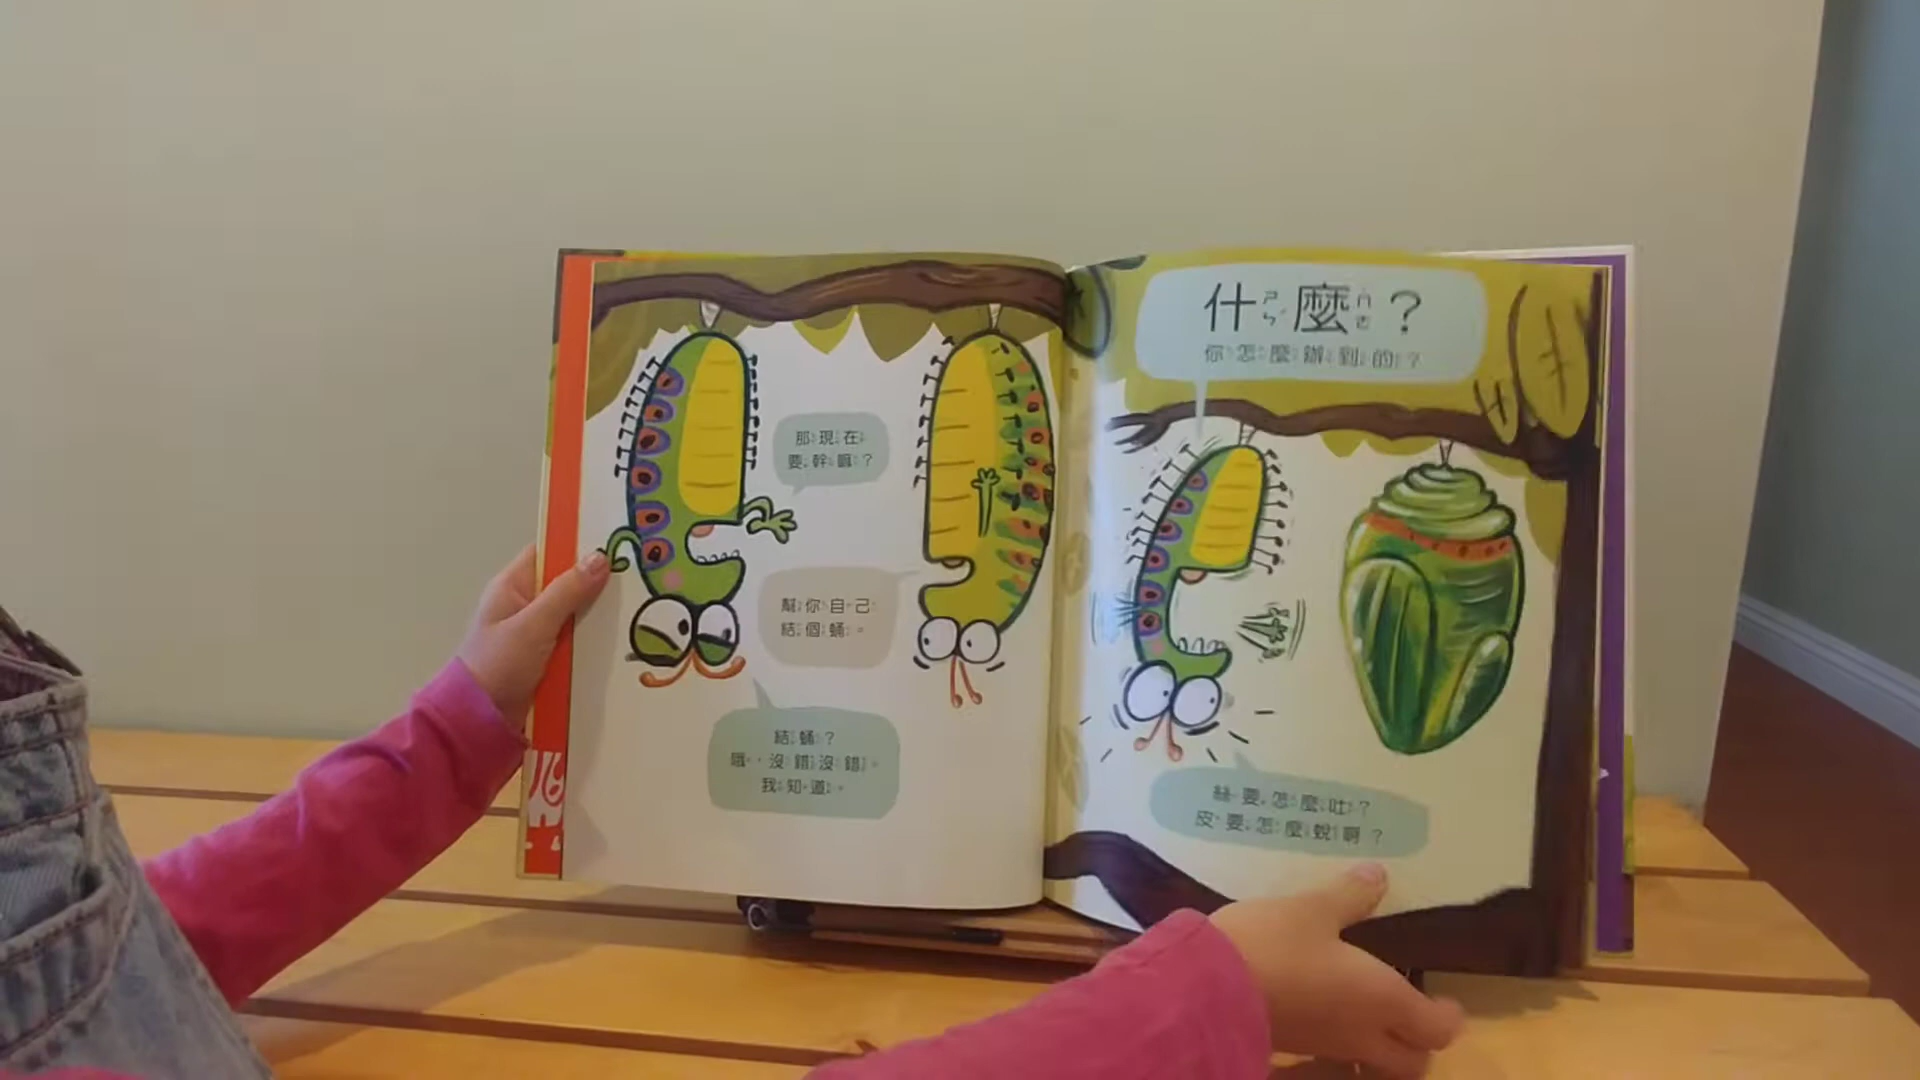 那現在
要幹嘛？
幫你自己
結個蛹。
結蛹？
哦，沒錯沒錯。
我知道。
什麼？
你怎麼辦到的？
絲要怎麼吐？
皮要怎麼蛻啊？